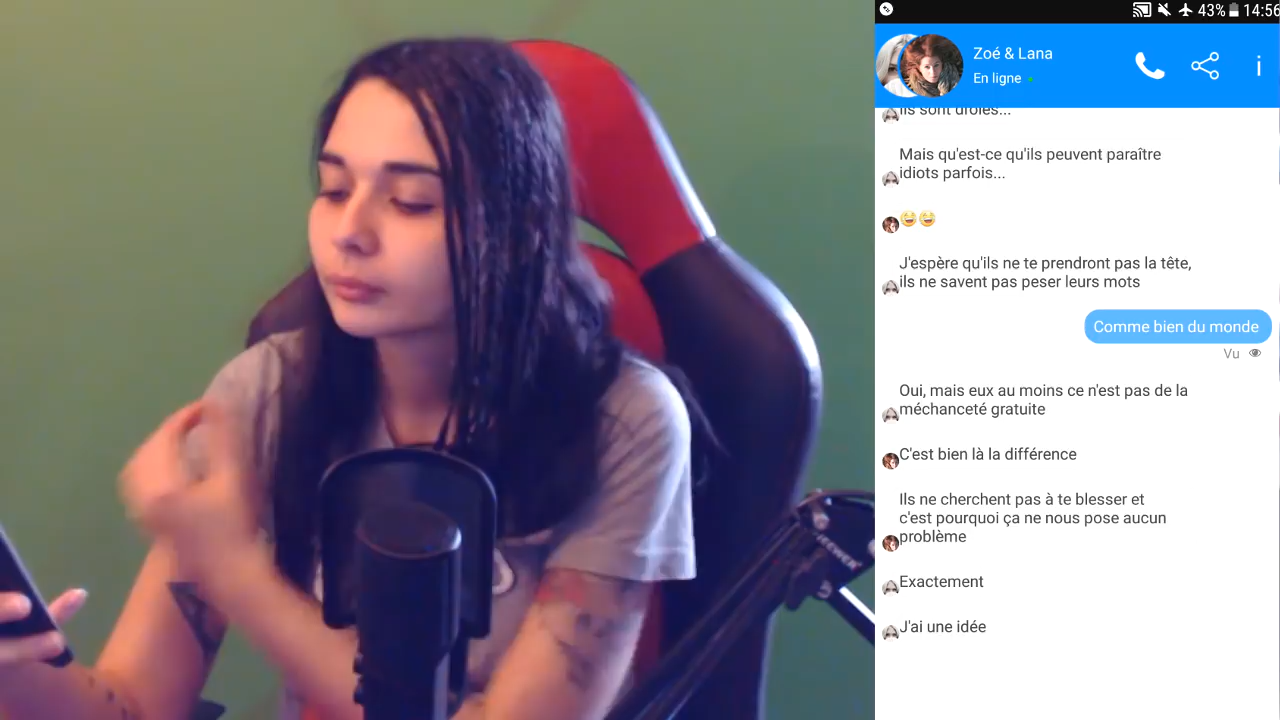 43% 14:56
Zoé & Lana
En ligne
Ils sont drôles...
Mais qu'est-ce qu'ils peuvent paraître
idiots parfois...
J'espère qu'ils ne te prendront pas la tête,
ils ne savent pas peser leurs mots
Comme bien du monde
Vu
Oui, mais eux au moins ce n'est pas de la
méchanceté gratuite
C'est bien là la différence
Ils ne cherchent pas à te blesser et
c'est pourquoi ça ne nous pose aucun
problème
Exactement
J'ai une idée